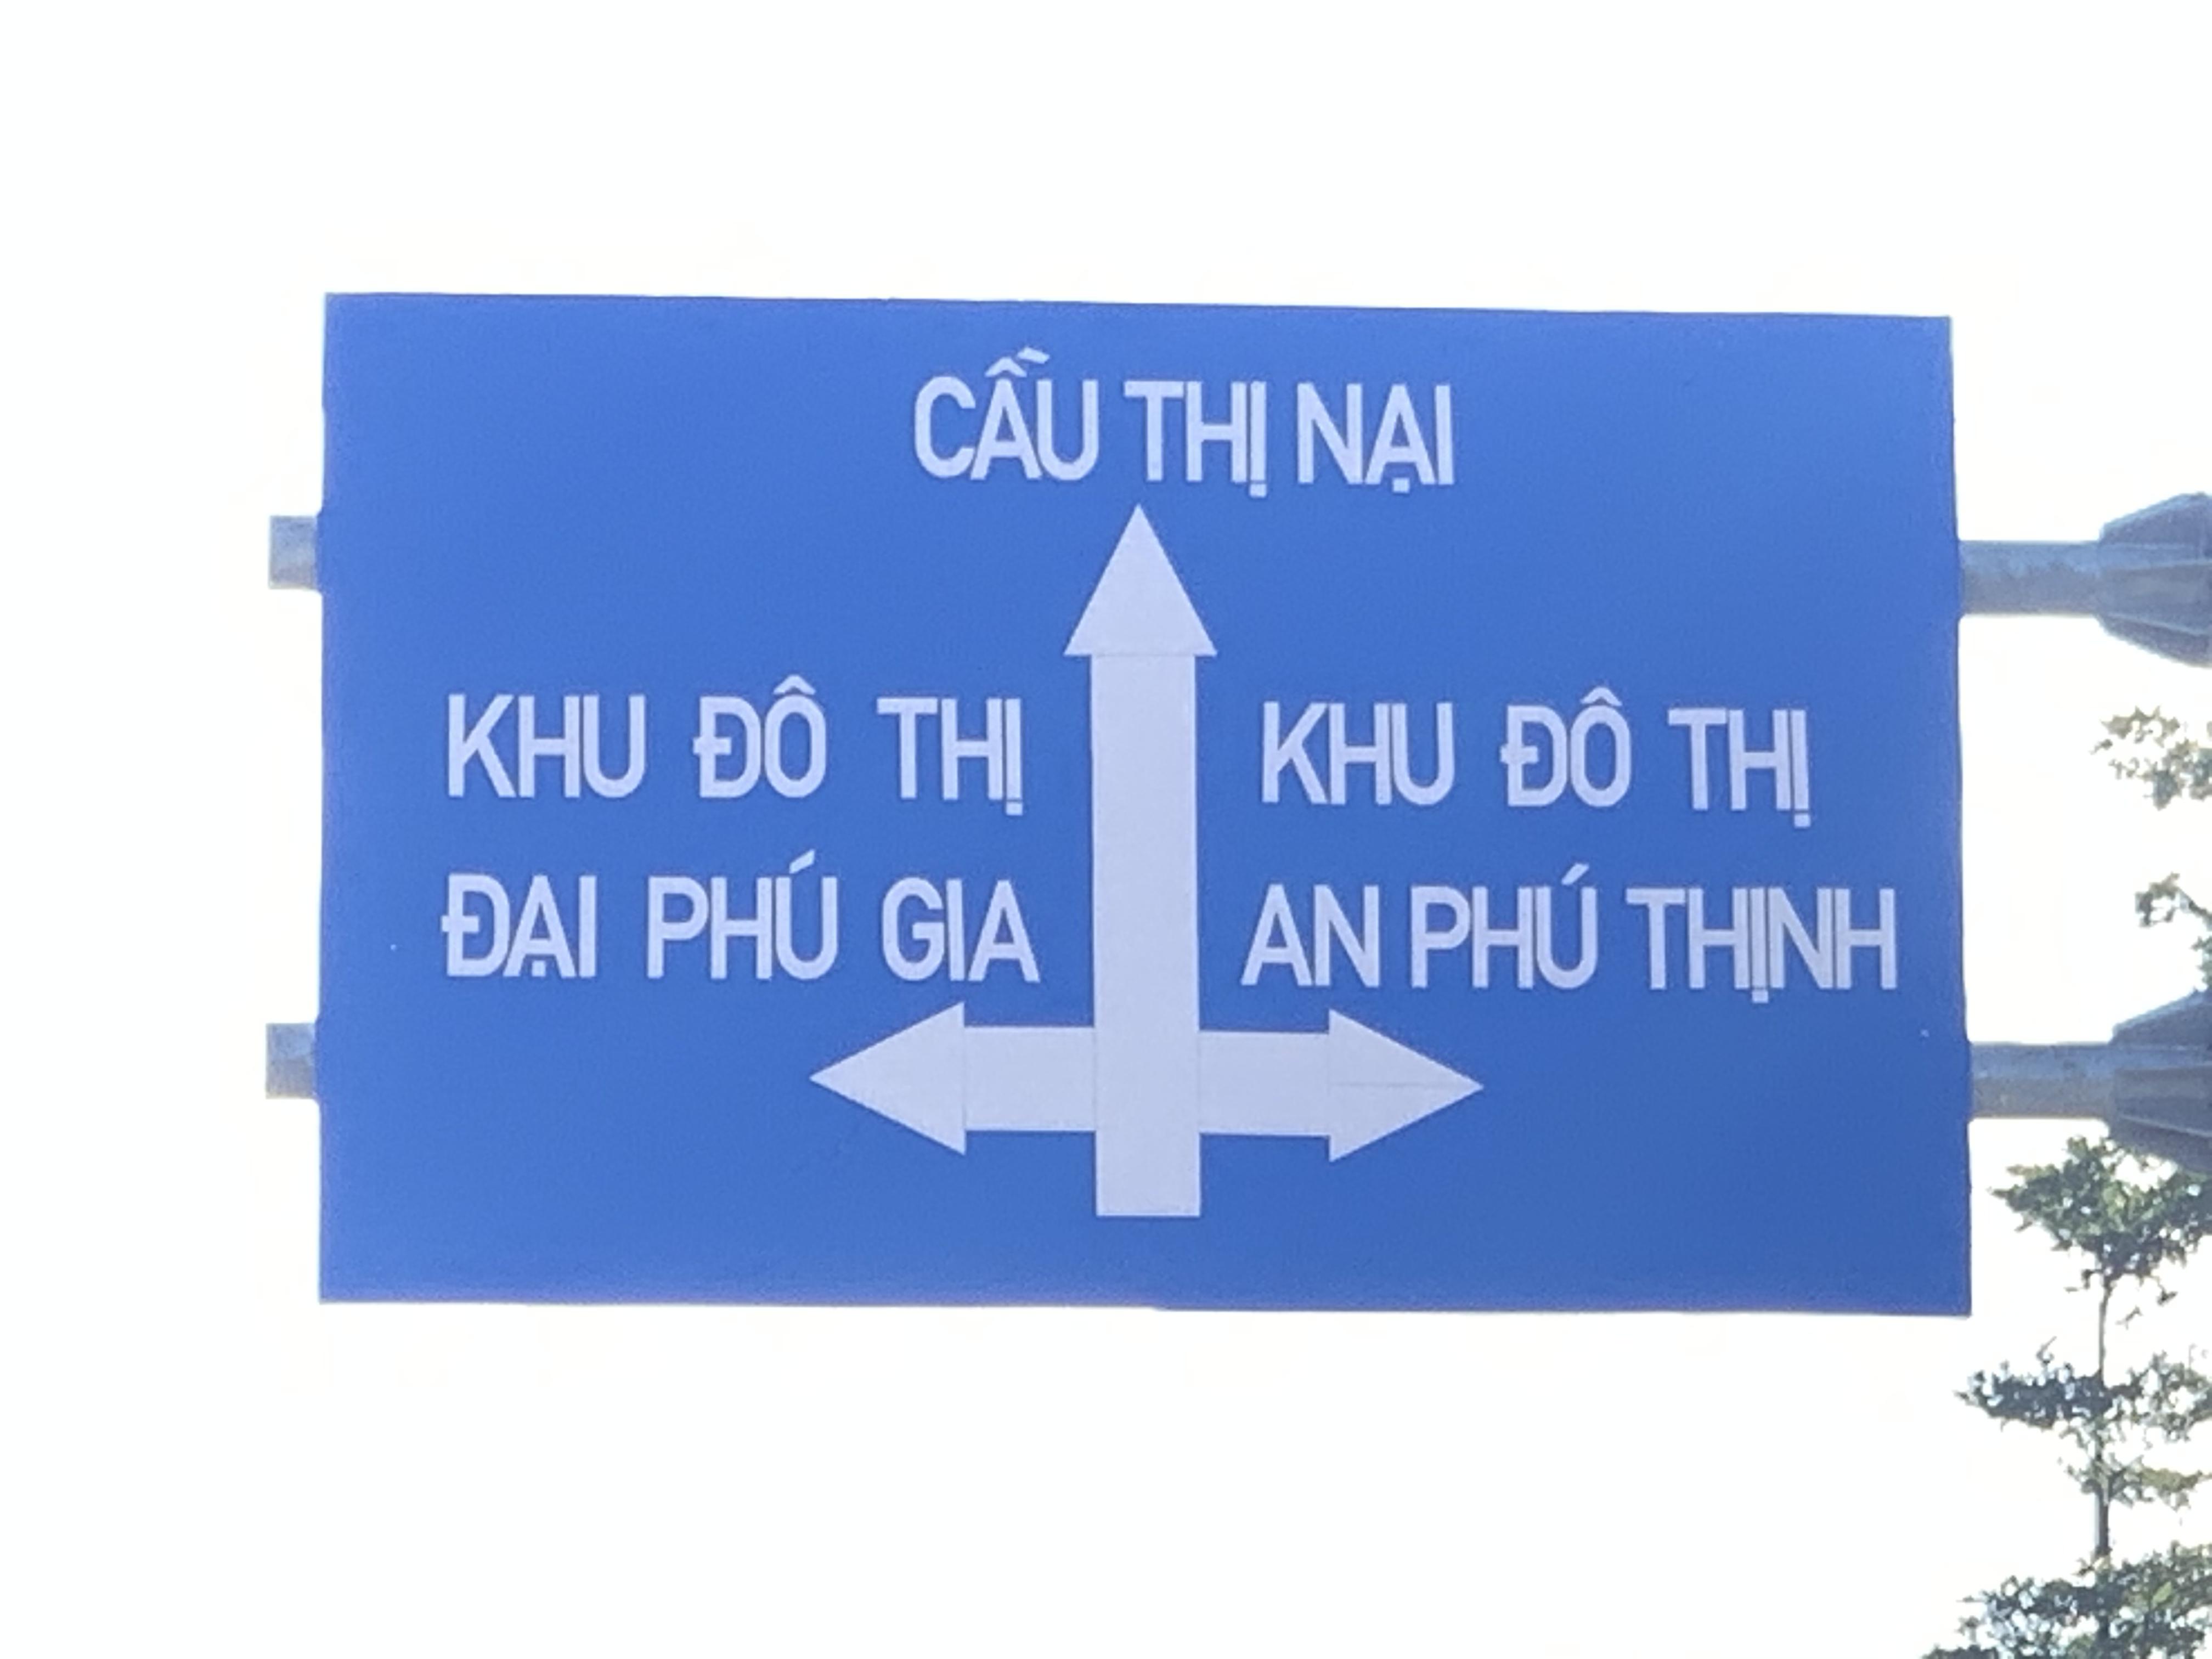 CẦU THỊ NẠI
KHU ĐÔ THỊ
ĐẠI PHÚ GIA
KHU ĐÔ THỊ
AN PHÚ THỊNH